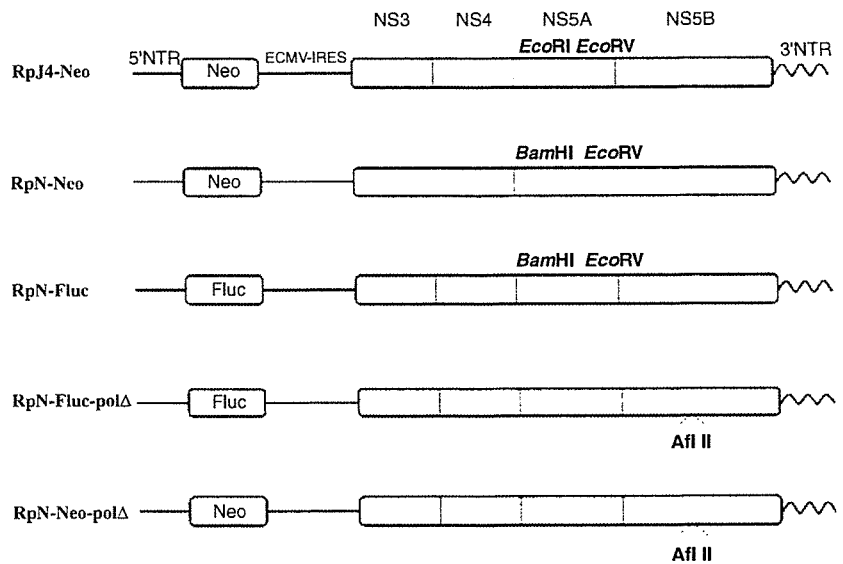 NS3 NS4 NS5A NS5B
EcoRI EcoRV
5'NTR ECMV-IRES 3'NTR
RpJ4-Neo Neo
BamHI EcoRV
RpN-Neo Neo
BamHI EcoRV
RpN-Fluc Fluc
RpN-Fluc-polΔ Fluc
Afl II
RpN-Neo-polΔ Neo
Afl II